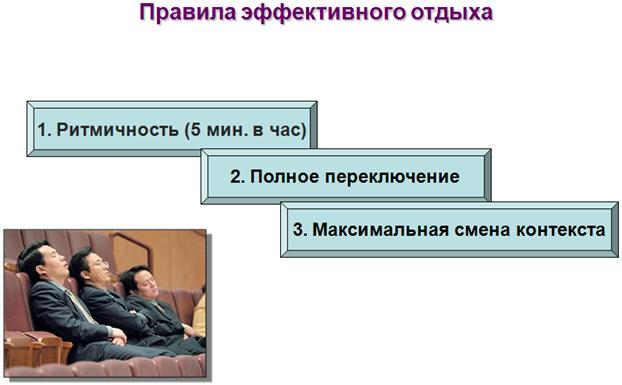 Правила эффективного отдыха
1. Ритмичность (5 мин. в час)
2. Полное переключение
3. Максимальная смена контекста